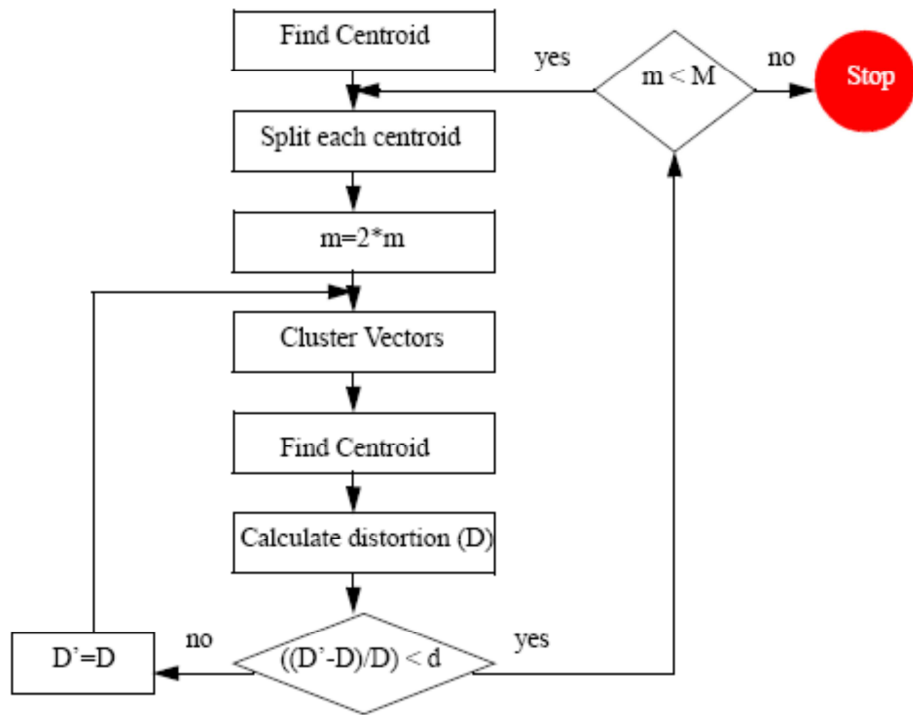 Find Centroid
yes
m < M
no
Stop
Split each centroid
m=2*m
Cluster Vectors
Find Centroid
Calculate distortion (D)
D’=D
no
((D’-D)/D) < d
yes